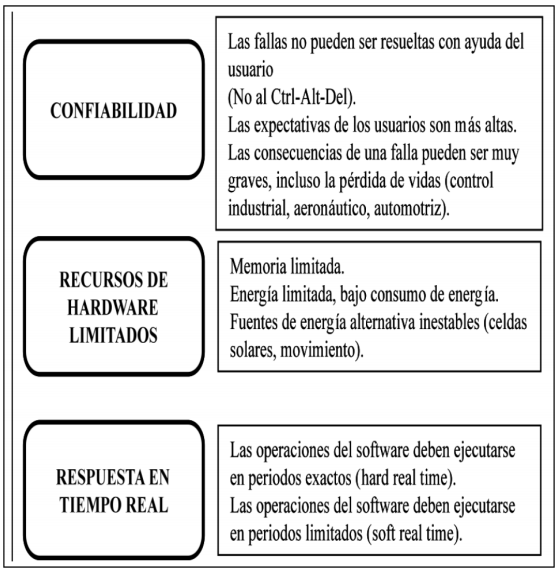 CONFIABILIDAD
Las fallas no pueden ser resueltas con ayuda del
usuario
(No al Ctrl-Alt-Del).
Las expectativas de los usuarios son más altas.
Las consecuencias de una falla pueden ser muy
graves, incluso la pérdida de vidas (control
industrial, aeronáutico, automotriz).
RECURSOS DE
HARDWARE
LIMITADOS
Memoria limitada.
Energía limitada, bajo consumo de energía.
Fuentes de energía alternativa inestables (celdas
solares, movimiento).
RESPUESTA EN
TIEMPO REAL
Las operaciones del software deben ejecutarse
en periodos exactos (hard real time).
Las operaciones del software deben ejecutarse
en periodos limitados (soft real time).